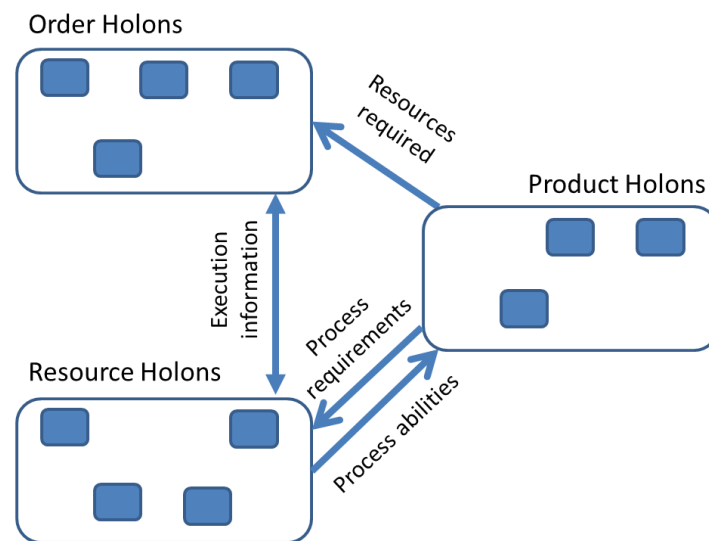 Order Holons
Resources
required
Product Holons
Execution
information
Process
requirements
Resource Holons
Process abilities